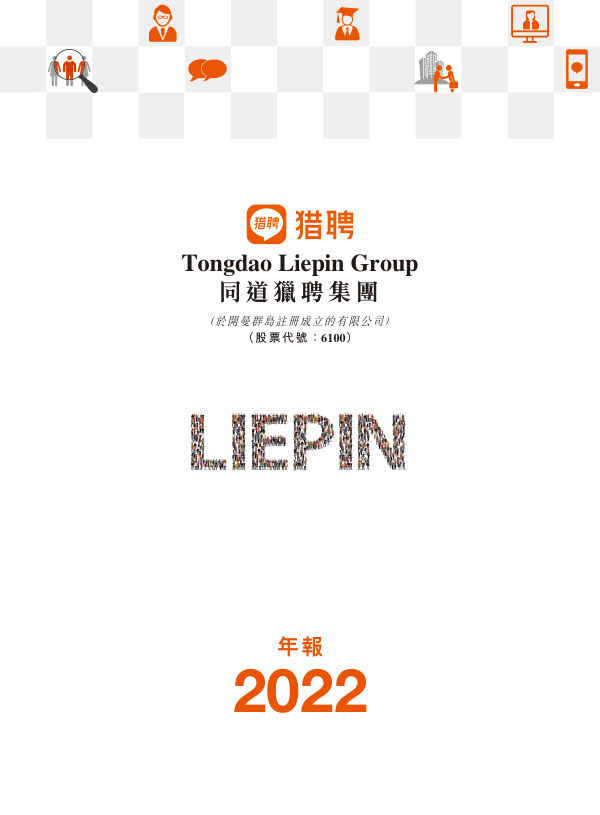 猎聘 猎聘
Tongdao Liepin Group
同道獵聘集團
(於開曼群島註冊成立的有限公司)
(股票代號：6100)
LIEPIN
年報
2022